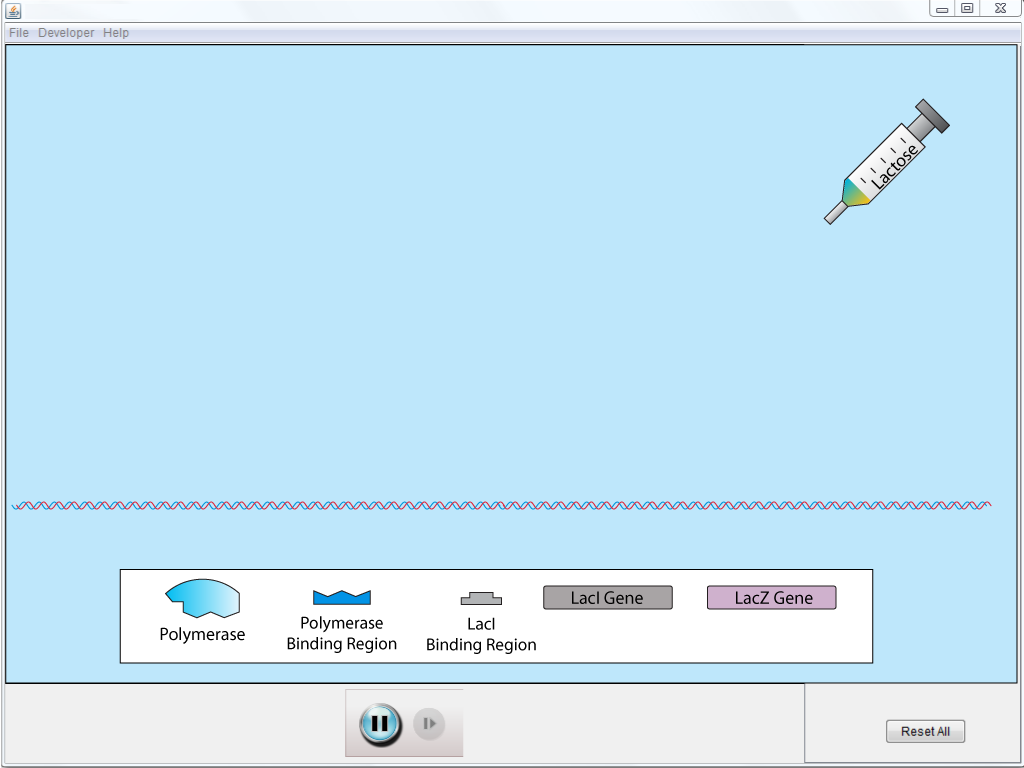 File Developer Help
Lactose
Polymerase
Polymerase
Binding Region
LacI
Binding Region
LacI Gene
LacZ Gene
Reset All